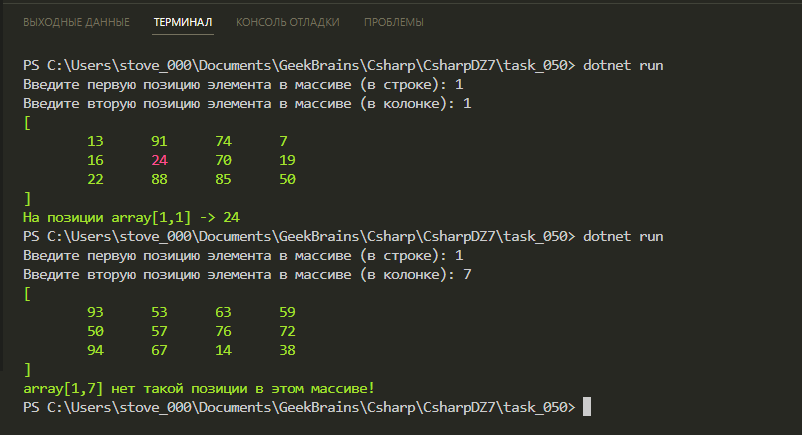 ВЫХОДНЫЕ ДАННЫЕ ТЕРМИНАЛ КОНСОЛЬ ОТЛАДКИ ПРОБЛЕМЫ
PS C:\Users\stove_000\Documents\GeekBrains\Csharp\CsharpDZ7\task_050> dotnet run
Введите первую позицию элемента в массиве (в строке): 1
Введите вторую позицию элемента в массиве (в колонке): 1
[
13 91 74 7
16 24 70 19
22 88 85 50
]
На позиции array[1,1] -> 24
PS C:\Users\stove_000\Documents\GeekBrains\Csharp\CsharpDZ7\task_050> dotnet run
Введите первую позицию элемента в массиве (в строке): 1
Введите вторую позицию элемента в массиве (в колонке): 7
[
93 53 63 59
50 57 76 72
94 67 14 38
]
array[1,7] нет такой позиции в этом массиве!
PS C:\Users\stove_000\Documents\GeekBrains\Csharp\CsharpDZ7\task_050>